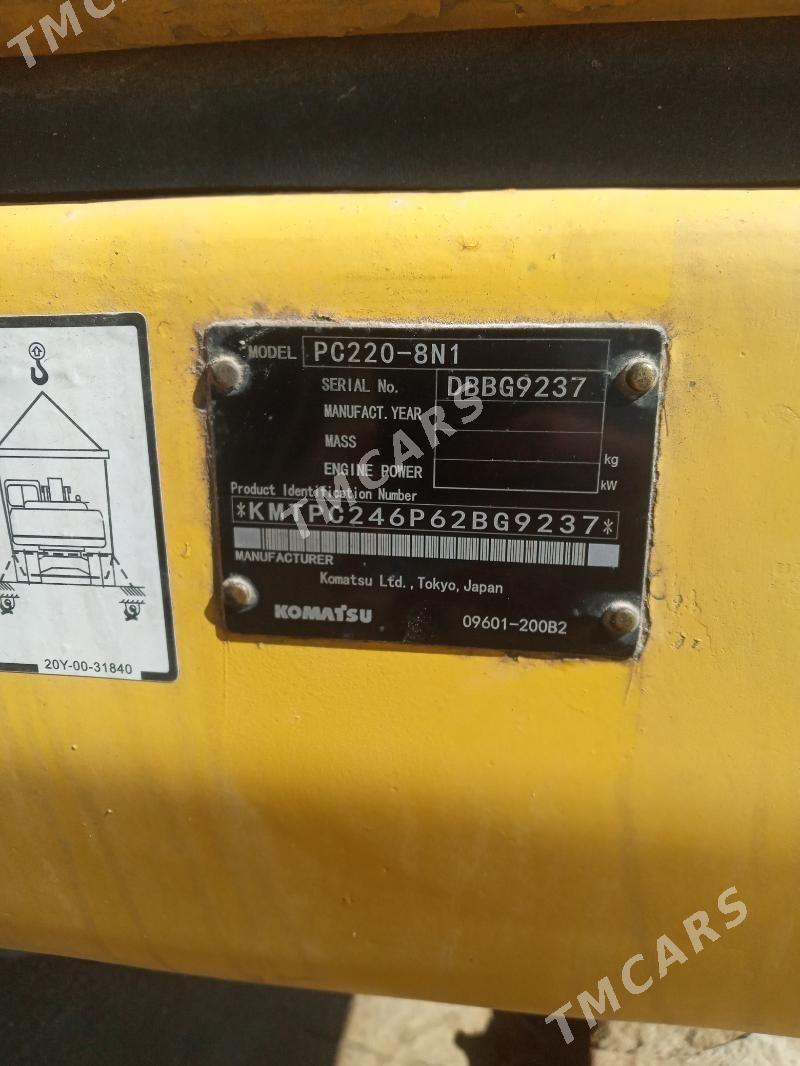 TMCARS
MODEL PC220-8N1
SERIAL No. DBBG9237
MANUFACT. YEAR
MASS kg
ENGINE POWER kW
Product Identification Number
*KMTPC246P62BG9237*
MANUFACTURER
Komatsu Ltd., Tokyo, Japan
KOMATSU 09601-200B2
20Y-00-31840
TMCARS
TMCARS